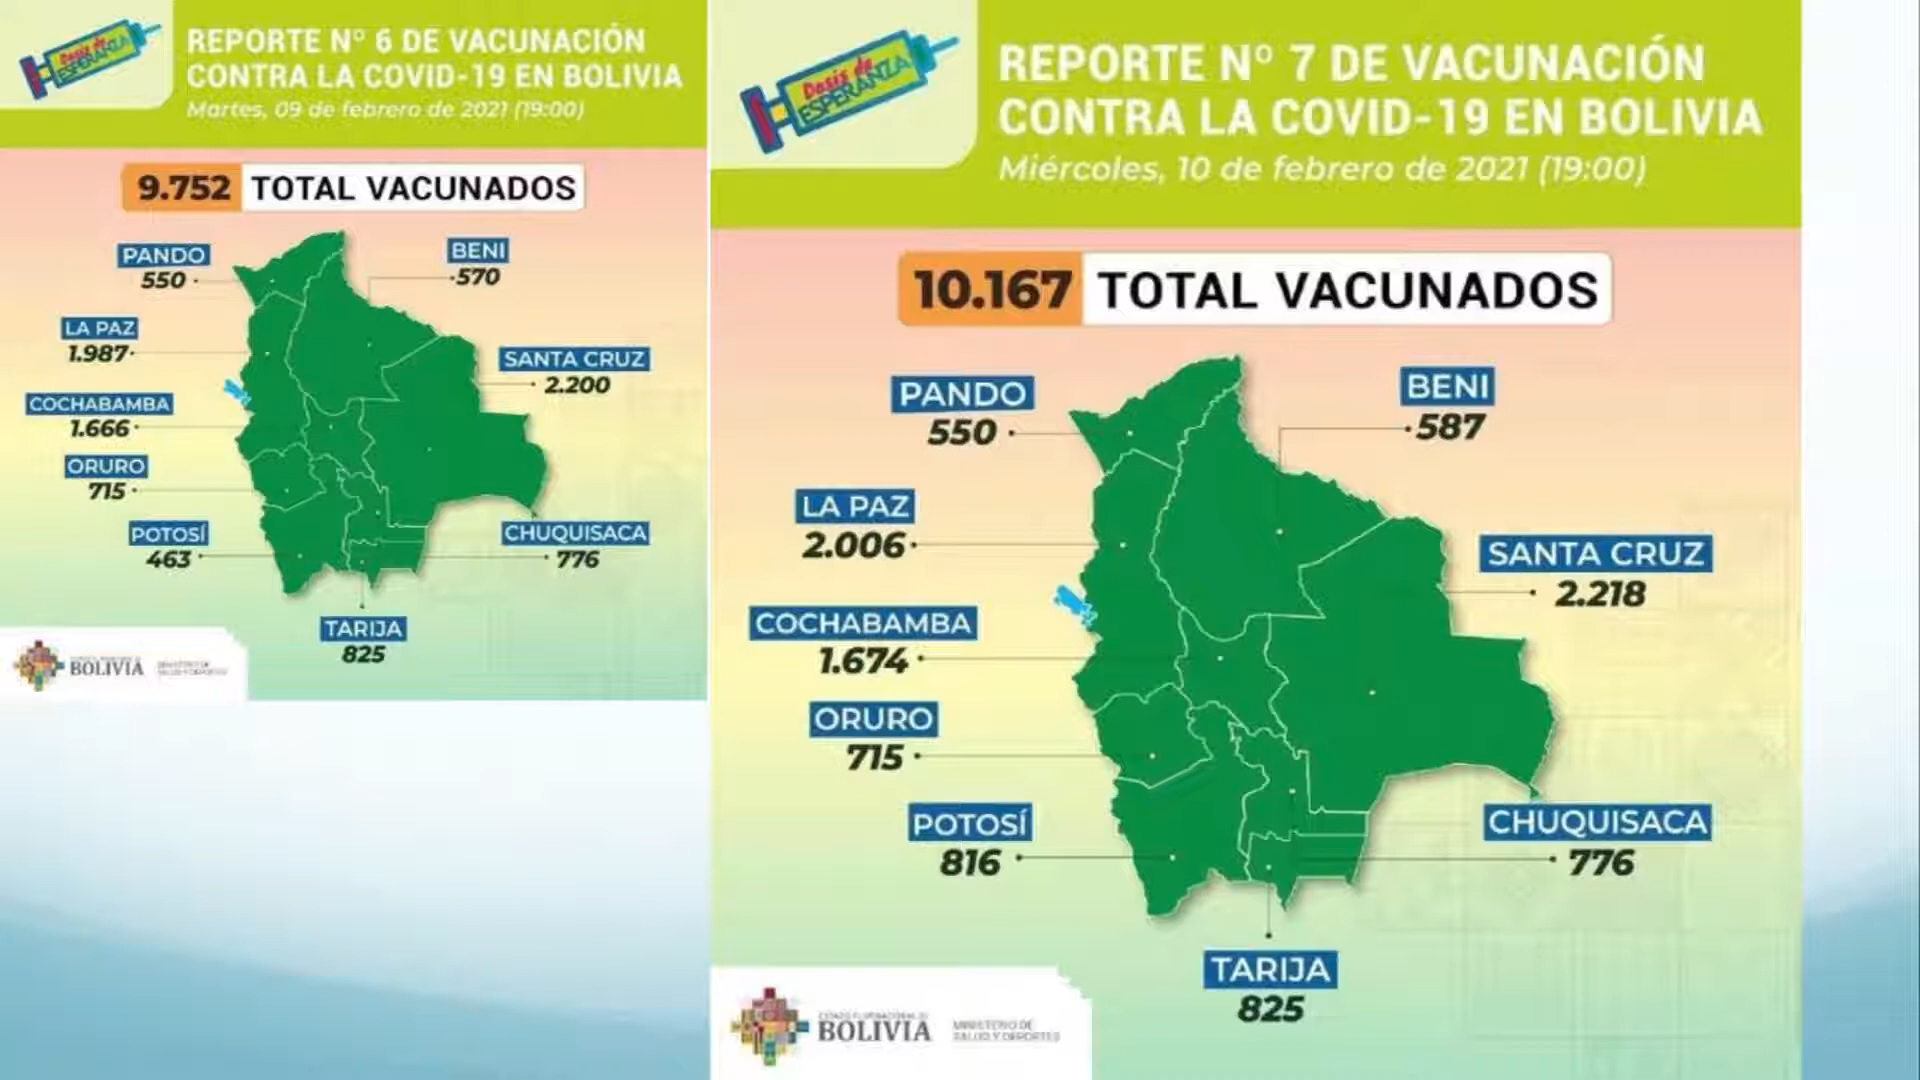 Dosis de
ESPERANZA
REPORTE Nº 6 DE VACUNACIÓN
CONTRA LA COVID-19 EN BOLIVIA
Martes, 09 de febrero de 2021 (19:00)
9.752 TOTAL VACUNADOS
PANDO
550
BENI
570
LA PAZ
1.987
SANTA CRUZ
2.200
COCHABAMBA
1.666
ORURO
715
POTOSÍ
463
CHUQUISACA
776
TARIJA
825
BOLIVIA
MINISTERIO DE
SALUD Y DEPORTES
Dosis de
ESPERANZA
REPORTE Nº 7 DE VACUNACIÓN
CONTRA LA COVID-19 EN BOLIVIA
Miércoles, 10 de febrero de 2021 (19:00)
10.167 TOTAL VACUNADOS
PANDO
550
BENI
587
LA PAZ
2.006
SANTA CRUZ
2.218
COCHABAMBA
1.674
ORURO
715
POTOSÍ
816
CHUQUISACA
776
TARIJA
825
ESTADO PLURINACIONAL DE
BOLIVIA
MINISTERIO DE
SALUD Y DEPORTES